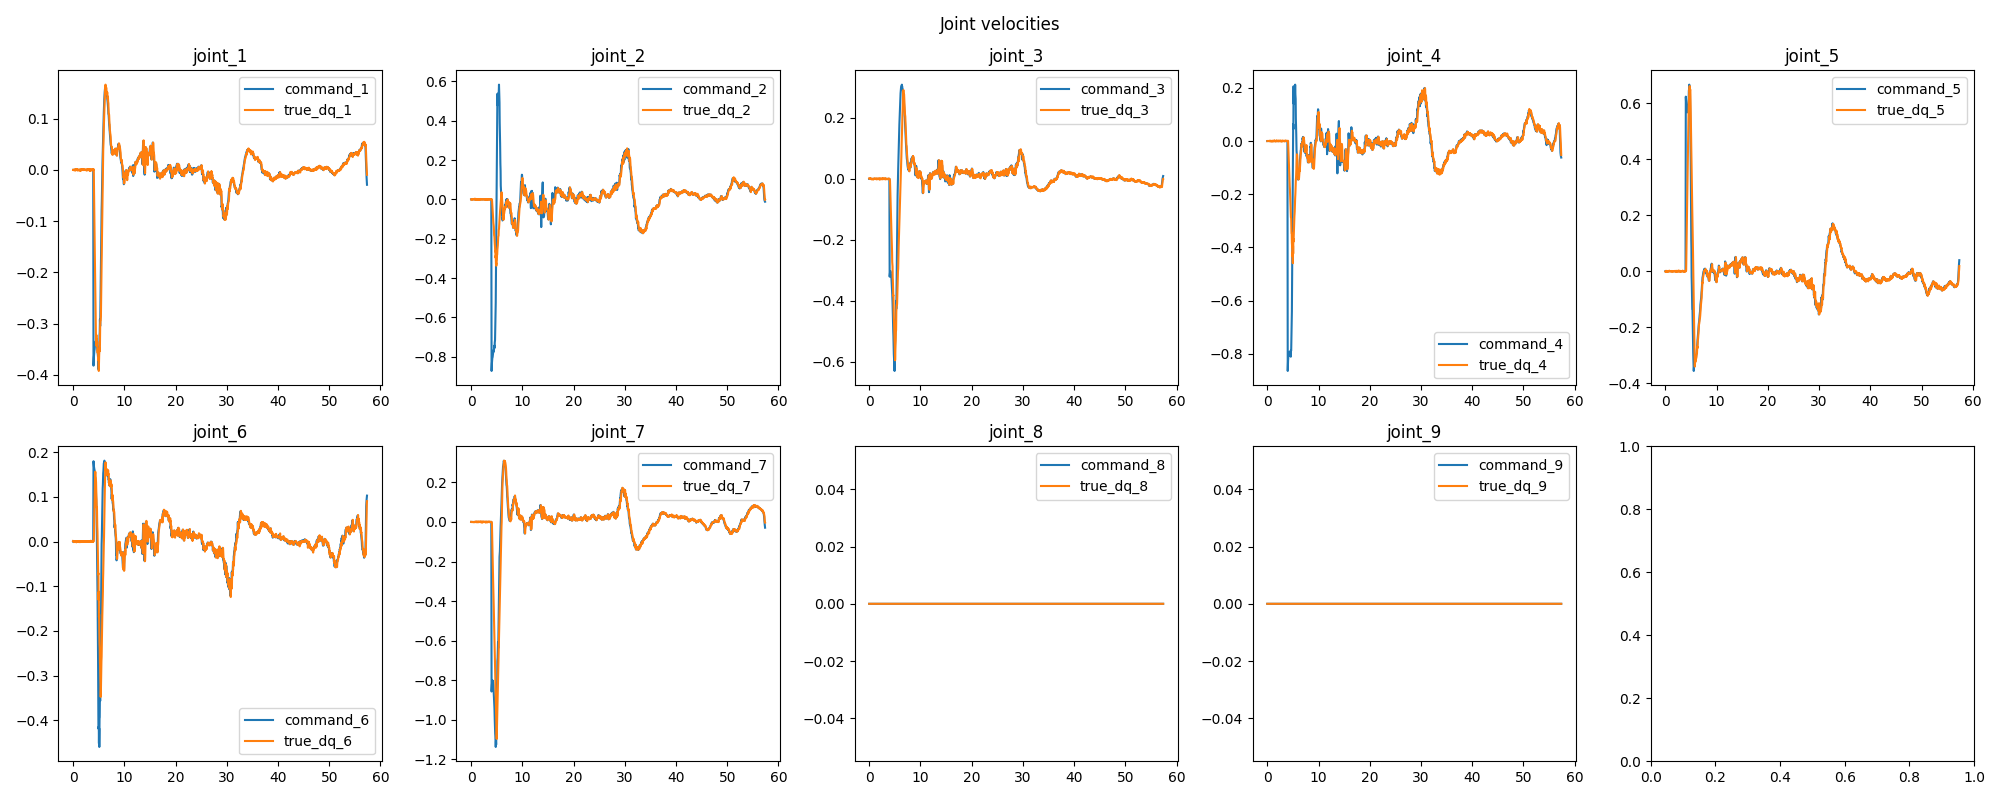 Joint velocities
joint_1
command_1
true_dq_1
0.1
0.0
−0.1
−0.2
−0.3
−0.4
0 10 20 30 40 50 60
joint_2
command_2
true_dq_2
0.6
0.4
0.2
0.0
−0.2
−0.4
−0.6
−0.8
0 10 20 30 40 50 60
joint_3
command_3
true_dq_3
0.2
0.0
−0.2
−0.4
−0.6
0 10 20 30 40 50 60
joint_4
0.2
0.0
−0.2
−0.4
−0.6
−0.8
command_4
true_dq_4
0 10 20 30 40 50 60
joint_5
command_5
true_dq_5
0.6
0.4
0.2
0.0
−0.2
−0.4
0 10 20 30 40 50 60
joint_6
0.2
0.1
0.0
−0.1
−0.2
−0.3
−0.4
command_6
true_dq_6
0 10 20 30 40 50 60
joint_7
command_7
true_dq_7
0.2
0.0
−0.2
−0.4
−0.6
−0.8
−1.0
−1.2
0 10 20 30 40 50 60
joint_8
command_8
true_dq_8
0.04
0.02
0.00
−0.02
−0.04
0 10 20 30 40 50 60
joint_9
command_9
true_dq_9
0.04
0.02
0.00
−0.02
−0.04
0 10 20 30 40 50 60
1.0
0.8
0.6
0.4
0.2
0.0
0.0 0.2 0.4 0.6 0.8 1.0